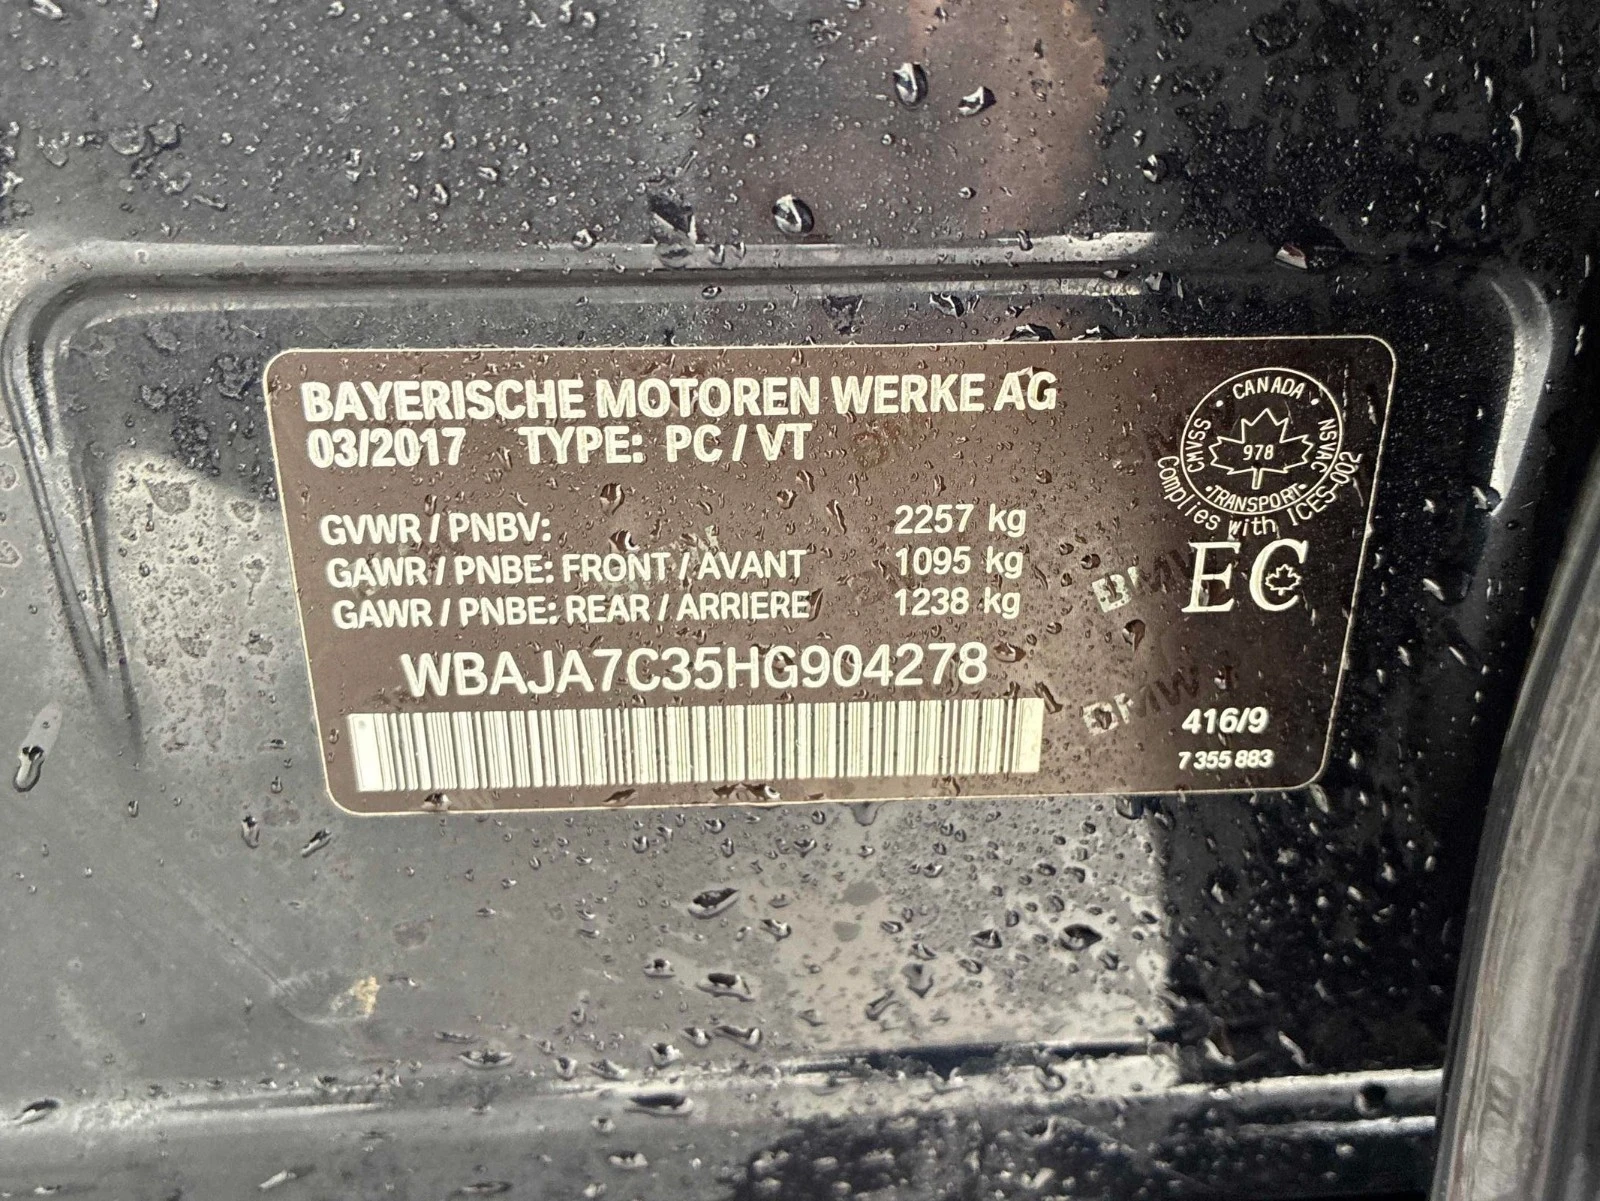 BAYERISCHE MOTOREN WERKE AG
03/2017 TYPE: PC / VT
GVWR / PNBV: 2257 kg
GAWR / PNBE: FRONT / AVANT 1095 kg
GAWR / PNBE: REAR / ARRIERE 1238 kg
WBAJA7C35HG904278
CANADA
CMVSS NSVAC
978
TRANSPORT
Complies with ICES-002
EC
BMW
BMW
416/9
7 355 883